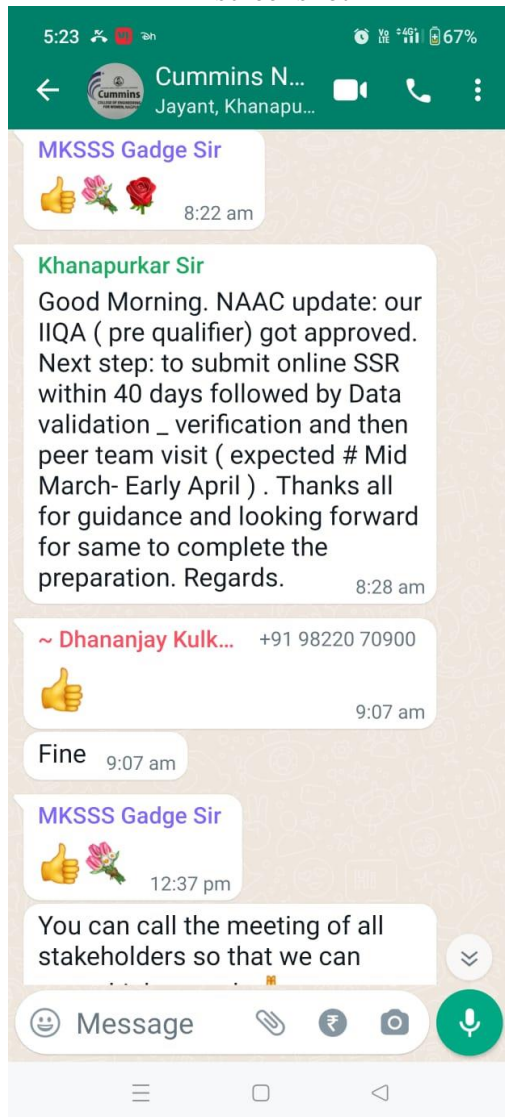 5:23 67%
Cummins N...
Jayant, Khanapu...
Cummins
MKSSS Gadge Sir
👍💐🌹
8:22 am
Khanapurkar Sir
Good Morning. NAAC update: our
IIQA ( pre qualifier) got approved.
Next step: to submit online SSR
within 40 days followed by Data
validation _ verification and then
peer team visit ( expected # Mid
March- Early April ) . Thanks all
for guidance and looking forward
for same to complete the
preparation. Regards.
8:28 am
~ Dhananjay Kulk... +91 98220 70900
👍
9:07 am
Fine 9:07 am
MKSSS Gadge Sir
👍💐
12:37 pm
You can call the meeting of all
stakeholders so that we can
Message